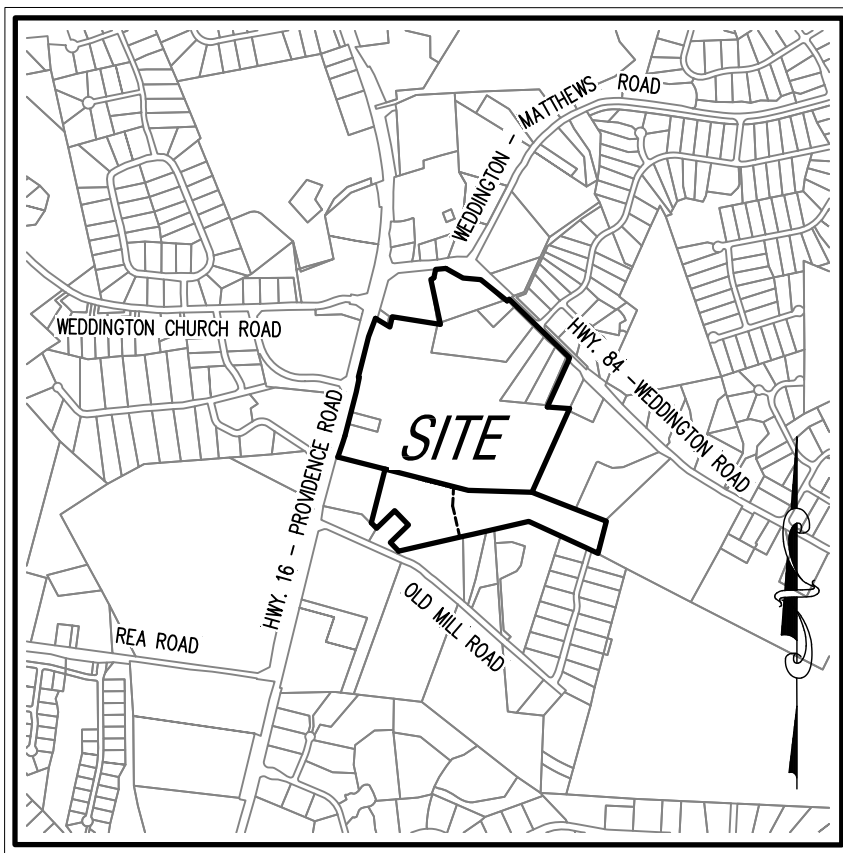 WEDDINGTON - MATTHEWS ROAD
WEDDINGTON CHURCH ROAD
HWY. 84 -WEDDINGTON ROAD
SITE
HWY. 16 - PROVIDENCE ROAD
OLD MILL ROAD
REA ROAD